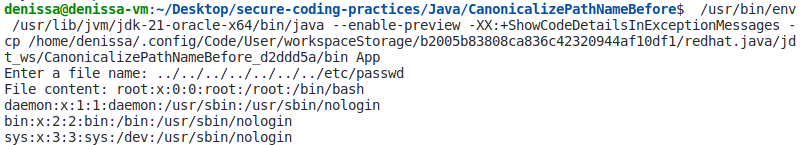 denissa@denissa-vm:~/Desktop/secure-coding-practices/Java/CanonicalizePathNameBefore$  /usr/bin/env
 /usr/lib/jvm/jdk-21-oracle-x64/bin/java --enable-preview -XX:+ShowCodeDetailsInExceptionMessages -
cp /home/denissa/.config/Code/User/workspaceStorage/b2005b83808ca836c42320944af10df1/redhat.java/jd
t_ws/CanonicalizePathNameBefore_d2ddd5a/bin App
Enter a file name: ../../../../../../../etc/passwd
File content: root:x:0:0:root:/root:/bin/bash
daemon:x:1:1:daemon:/usr/sbin:/usr/sbin/nologin
bin:x:2:2:bin:/bin:/usr/sbin/nologin
sys:x:3:3:sys:/dev:/usr/sbin/nologin